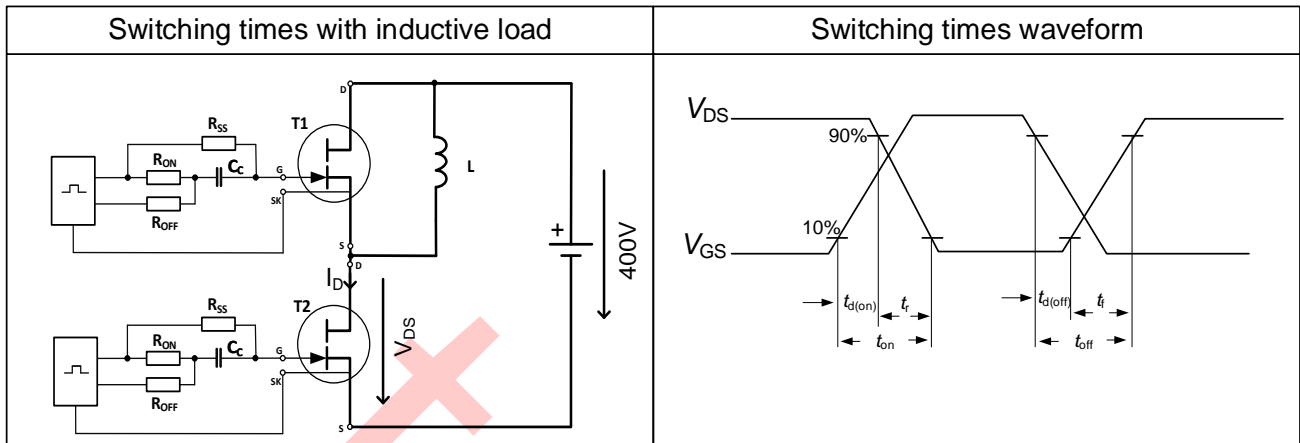 Switching times with inductive load
D
RSS
T1
RON
CC
G
L
SK
ROFF
+
400V
S
D
ID
RSS
T2
RON
CC
G
VDS
SK
ROFF
S
Switching times waveform
VDS
90%
10%
VGS
td(on) tr td(off) tf
ton toff